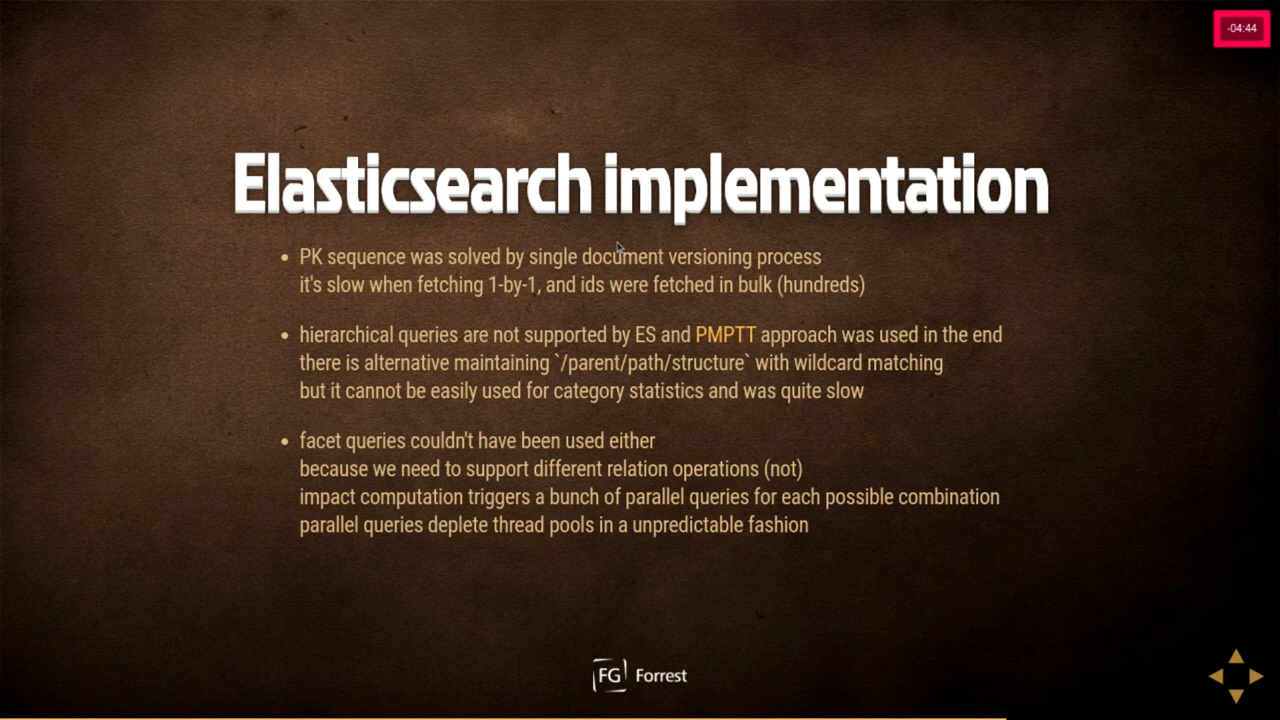 -04:44
Elasticsearch implementation
• PK sequence was solved by single document versioning process
it's slow when fetching 1-by-1, and ids were fetched in bulk (hundreds)
• hierarchical queries are not supported by ES and PMPTT approach was used in the end
there is alternative maintaining `/parent/path/structure` with wildcard matching
but it cannot be easily used for category statistics and was quite slow
• facet queries couldn't have been used either
because we need to support different relation operations (not)
impact computation triggers a bunch of parallel queries for each possible combination
parallel queries deplete thread pools in a unpredictable fashion
FG Forrest